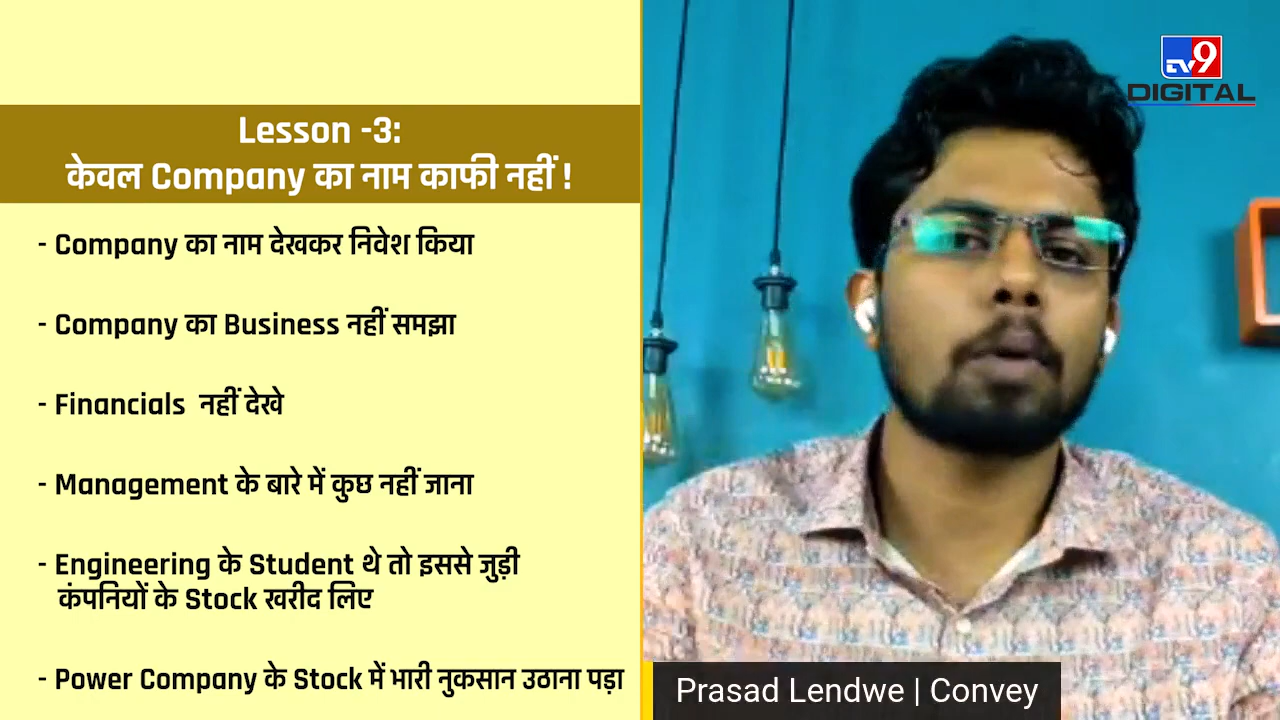 Lesson -3:
केवल Company का नाम काफी नहीं !
- Company का नाम देखकर निवेश किया
- Company का Business नहीं समझा
- Financials नहीं देखे
- Management के बारे में कुछ नहीं जाना
- Engineering के Student थे तो इससे जुड़ी
कंपनियों के Stock खरीद लिए
- Power Company के Stock में भारी नुकसान उठाना पड़ा
TV9
DIGITAL
Prasad Lendwe | Convey